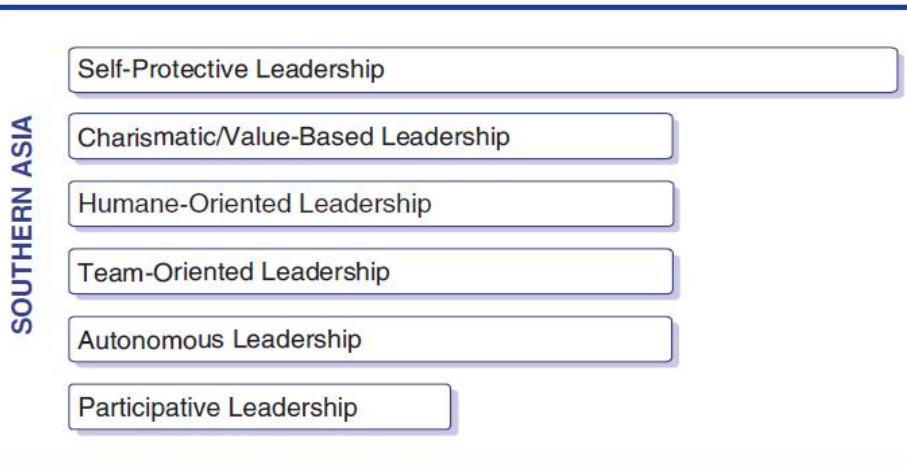 SOUTHERN ASIA
Self-Protective Leadership
Charismatic/Value-Based Leadership
Humane-Oriented Leadership
Team-Oriented Leadership
Autonomous Leadership
Participative Leadership